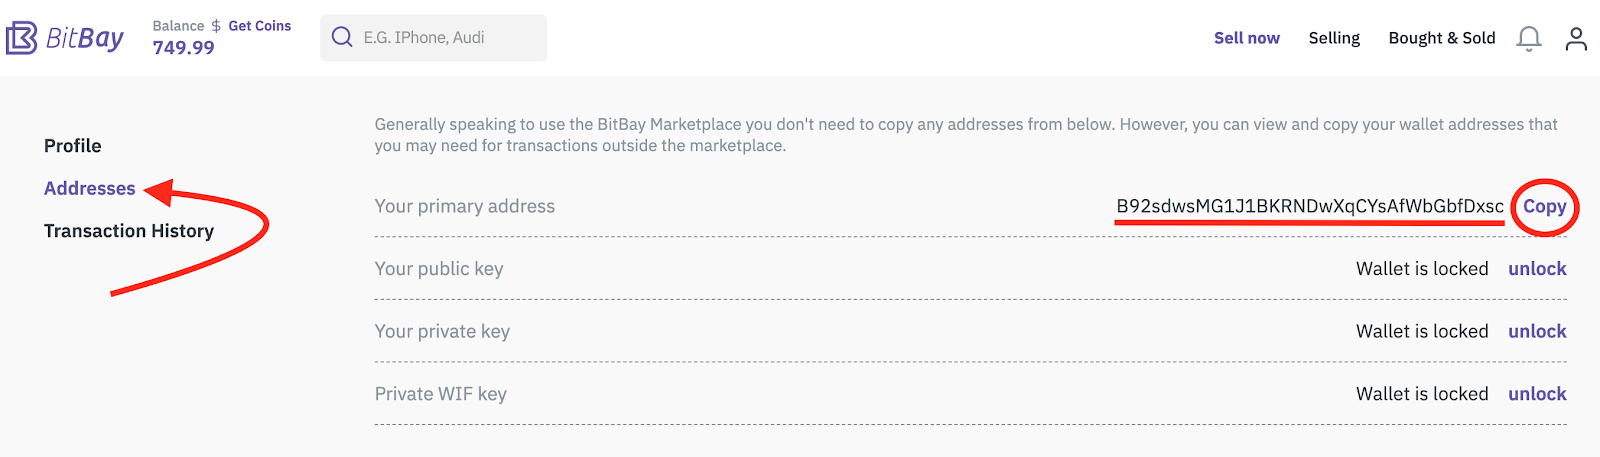 BitBay
Balance $ Get Coins
749.99
E.G. IPhone, Audi
Sell now
Selling
Bought & Sold
Profile
Addresses
Transaction History
Generally speaking to use the BitBay Marketplace you don't need to copy any addresses from below. However, you can view and copy your wallet addresses that
you may need for transactions outside the marketplace.
Your primary address B92sdwsMG1J1BKRNDwXqCYsAfWbGbfDxsc Copy
Your public key Wallet is locked unlock
Your private key Wallet is locked unlock
Private WIF key Wallet is locked unlock